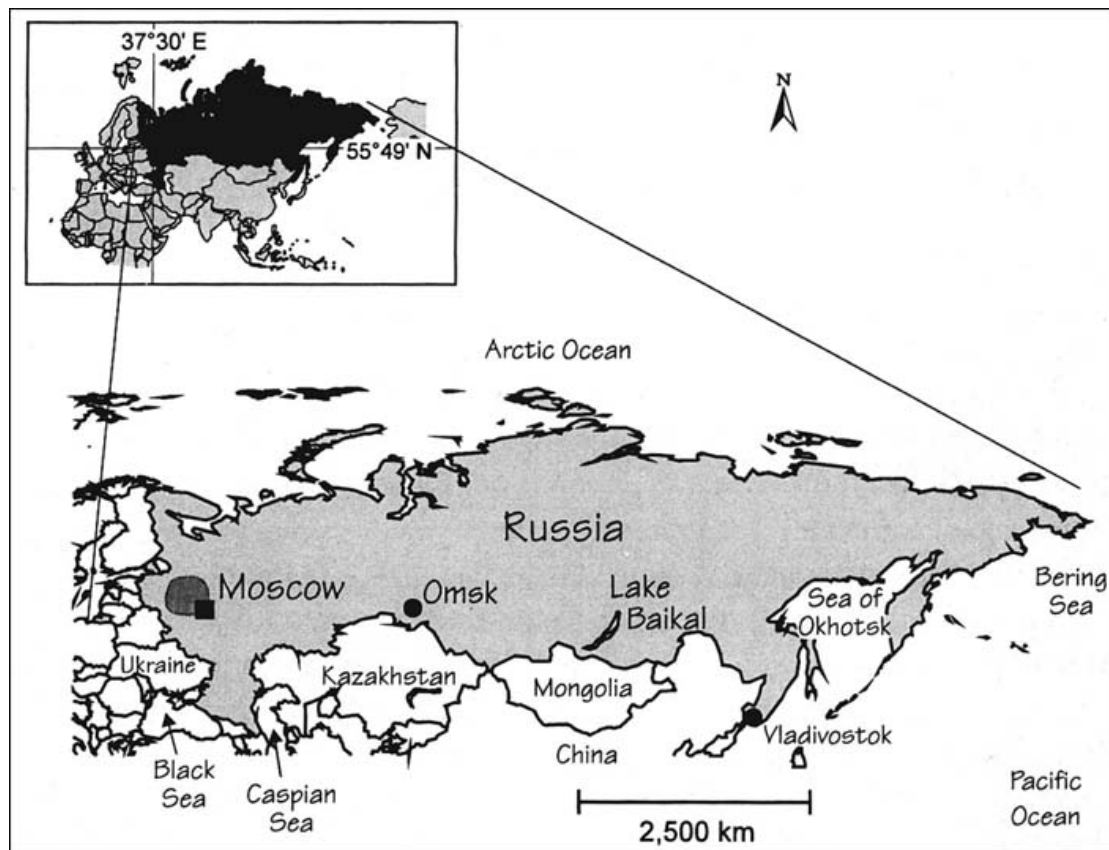 37°30' E
N
55°49' N
Arctic Ocean
Russia
Moscow
Omsk
Lake
Baikal
Sea of
Okhotsk
Bering
Sea
Ukraine
Kazakhstan
Mongolia
China
Vladivostok
Black
Sea
Caspian
Sea
2,500 km
Pacific
Ocean